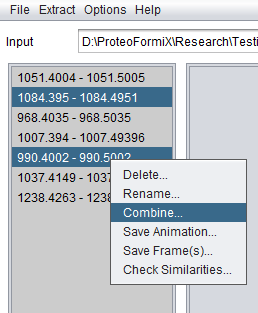 File Extract Options Help
Input D:\ProteoFormiX\Research\Testi
1051.4004 - 1051.5005
1084.395 - 1084.4951
968.4035 - 968.5035
1007.394 - 1007.49396
990.4002 - 990.5002
1037.4149 - 1037
1238.4263 - 1238
Delete...
Rename...
Combine...
Save Animation...
Save Frame(s)...
Check Similarities...